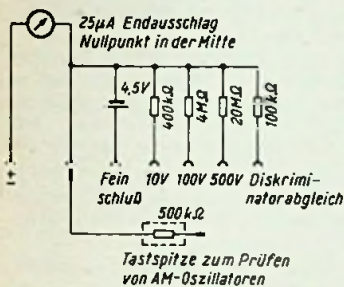 25µA Endausschlag
Nullpunkt in der Mitte
4,5V
400kΩ
4MΩ
20MΩ
100kΩ
I+
Fein
schluß
10V 100V 500V
Diskrimi-
natorabgleich
500kΩ
Tastspitze zum Prüfen
von AM-Oszillatoren